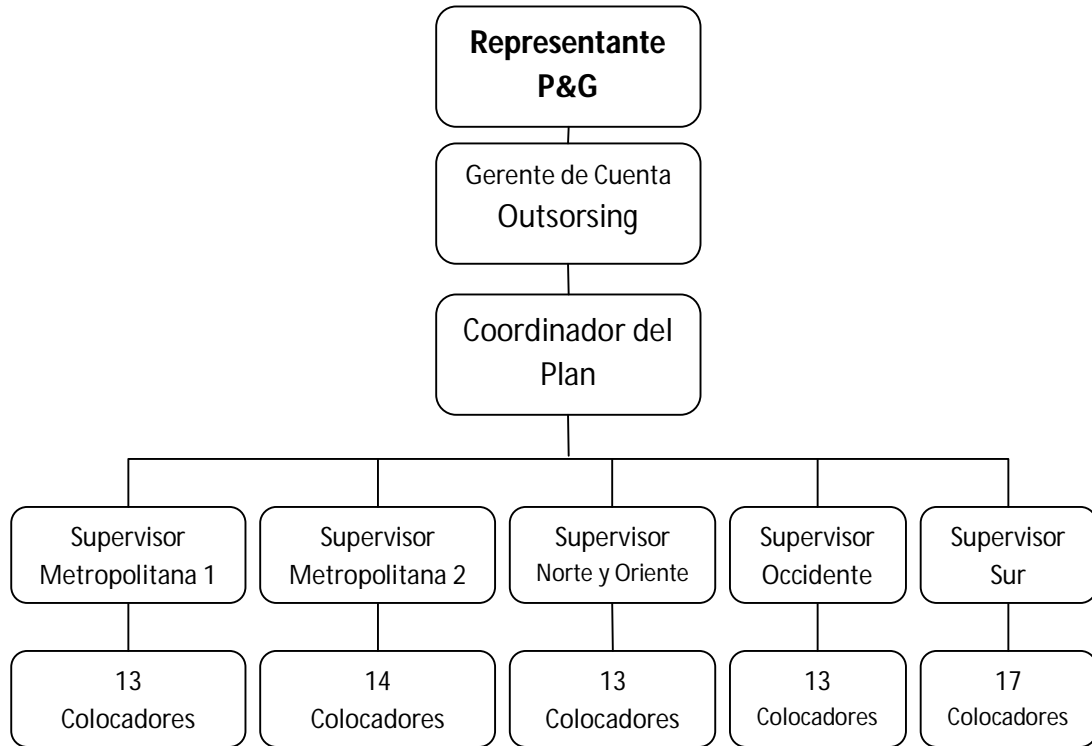 Representante
P&G
Gerente de Cuenta
Outsorsing
Coordinador del
Plan
Supervisor
Metropolitana 1
Supervisor
Metropolitana 2
Supervisor
Norte y Oriente
Supervisor
Occidente
Supervisor
Sur
13
Colocadores
14
Colocadores
13
Colocadores
13
Colocadores
17
Colocadores